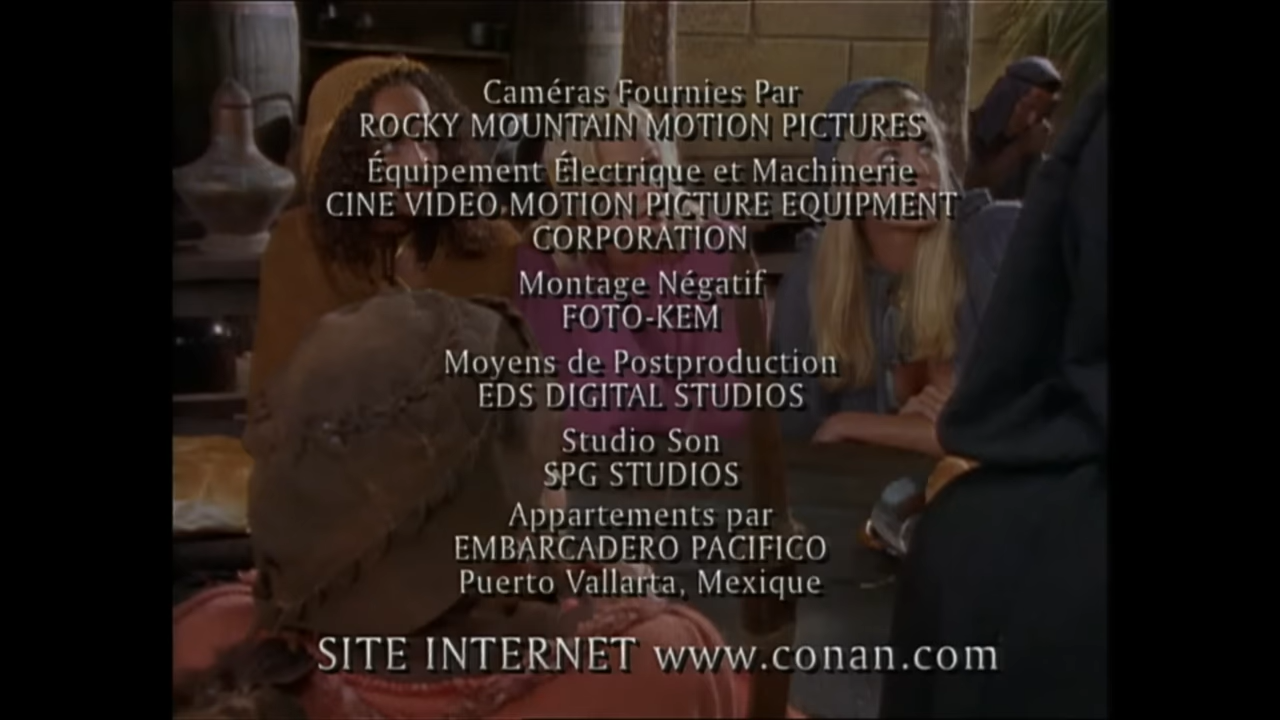 Caméras Fournies Par
ROCKY MOUNTAIN MOTION PICTURES
Équipement Électrique et Machinerie
CINE VIDEO MOTION PICTURE EQUIPMENT
CORPORATION
Montage Négatif
FOTO-KEM
Moyens de Postproduction
EDS DIGITAL STUDIOS
Studio Son
SPG STUDIOS
Appartements par
EMBARCADERO PACIFICO
Puerto Vallarta, Mexique
SITE INTERNET www.conan.com